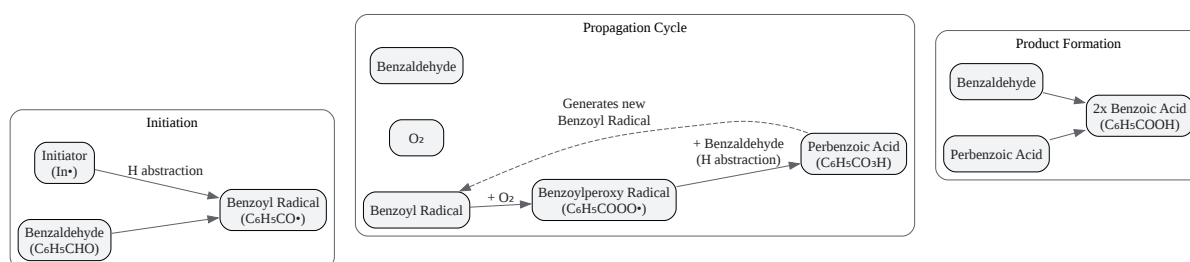 Initiation
Initiator
(In•)
H abstraction
Benzaldehyde
(C₆H₅CHO)
Benzoyl Radical
(C₆H₅CO•)
Propagation Cycle
Benzaldehyde
O₂
Generates new
Benzoyl Radical
Benzoyl Radical
+ O₂
Benzoylperoxy Radical
(C₆H₅COOO•)
+ Benzaldehyde
(H abstraction)
Perbenzoic Acid
(C₆H₅CO₃H)
Product Formation
Benzaldehyde
Perbenzoic Acid
2x Benzoic Acid
(C₆H₅COOH)